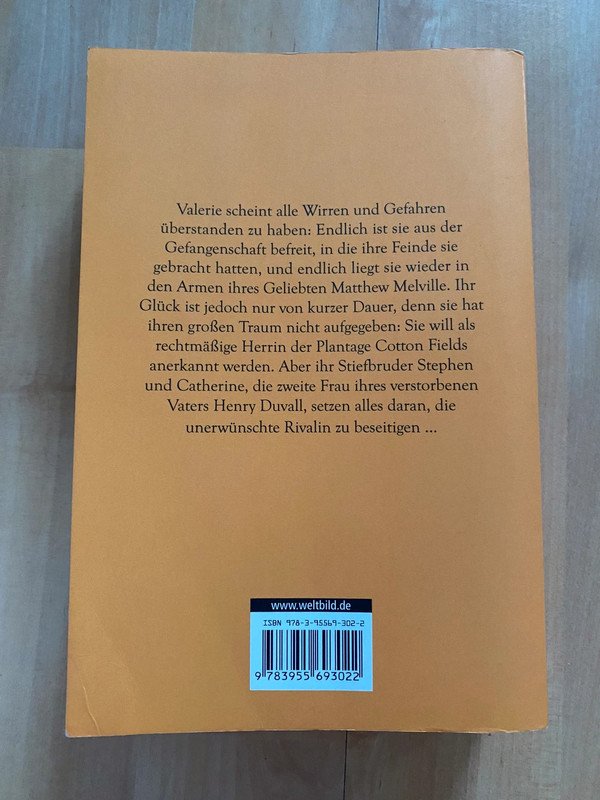 Valerie scheint alle Wirren und Gefahren
überstanden zu haben: Endlich ist sie aus der
Gefangenschaft befreit, in die ihre Feinde sie
gebracht hatten, und endlich liegt sie wieder in
den Armen ihres Geliebten Matthew Melville. Ihr
Glück ist jedoch nur von kurzer Dauer, denn sie hat
ihren großen Traum nicht aufgegeben: Sie will als
rechtmäßige Herrin der Plantage Cotton Fields
anerkannt werden. Aber ihr Stiefbruder Stephen
und Catherine, die zweite Frau ihres verstorbenen
Vaters Henry Duvall, setzen alles daran, die
unerwünschte Rivalin zu beseitigen ...
www.weltbild.de
ISBN 978-3-95569-302-2
9 783955 693022